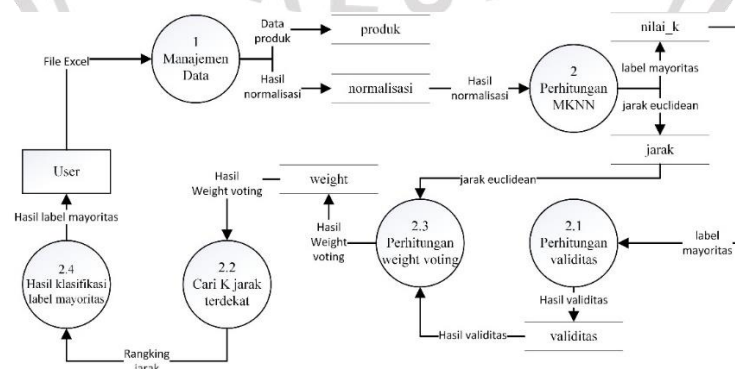 Data
produk
produk
nilai_k
1
Manajemen
Data
File Excel
Hasil
normalisasi
normalisasi
Hasil
normalisasi
2
Perhitungan
MKNN
label mayoritas
jarak euclidean
jarak
User
Hasil label mayoritas
Hasil
Weight voting
weight
jarak euclidean
Hasil
Weight
voting
2.3
Perhitungan
weight voting
2.1
Perhitungan
validitas
label
mayoritas
2.4
Hasil klasifikasi
label mayoritas
2.2
Cari K jarak
terdekat
Hasil validitas
Hasil validitas
validitas
Rangking
jarak